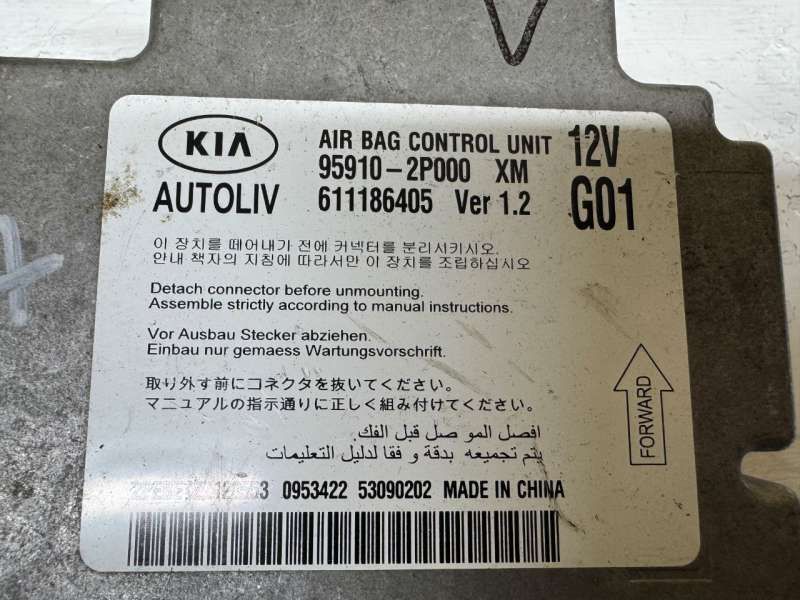 KIA AIR BAG CONTROL UNIT 12V
95910-2P000 XM
AUTOLIV 611186405 Ver 1.2 G01
이 장치를 떼어내기 전에 커넥터를 분리시키시오.
안내 책자의 지침에 따라서만 이 장치를 조립하십시오
Detach connector before unmounting.
Assemble strictly according to manual instructions.
Vor Ausbau Stecker abziehen.
Einbau nur gemaess Wartungsvorschrift.
取り外す前にコネクタを抜いてください。
マニュアルの指示通りに正しく組み付けてください。
افصل المو صل قبل الفك.
يتم تجميعه بدقة و فقا لدليل التعليمات
0953422 53090202 MADE IN CHINA
FORWARD